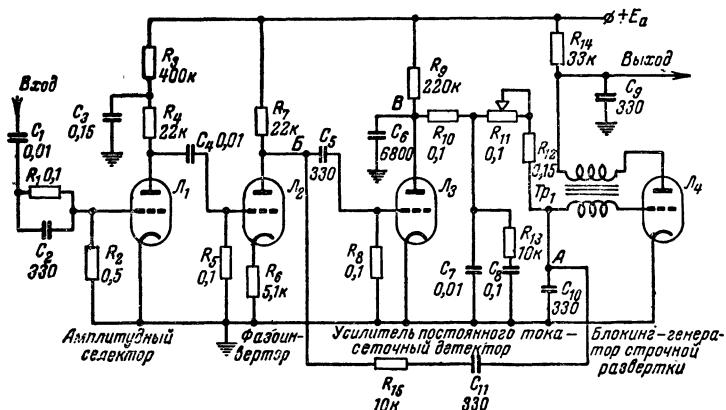 +Eₐ
R₃
400к
R₁₄
33к
Выход
Вход
R₉
220к
C₃
0,15
R₄
22к
R₇
22к
C₉
330
C₁
0,01
C₄ 0,01
Б
C₅
330
В
C₆
6800
R₁₀
0,1
R₁₁
0,1
R₁₂
0,15
R₁ 0,1
Л₁
Л₂
Л₃
Тр₁
Л₄
C₂
330
R₂
0,5
R₅
0,1
R₆
5,1к
R₈
0,1
C₇
0,01
R₁₃
10к
C₈
0,1
А
C₁₀
330
Амплитудный
селектор
Фазоин-
вертор
Усилитель постоянного тока-
сеточный детектор
Блокинг-генера-
тор строчной
развертки
R₁₅
10к
C₁₁
330